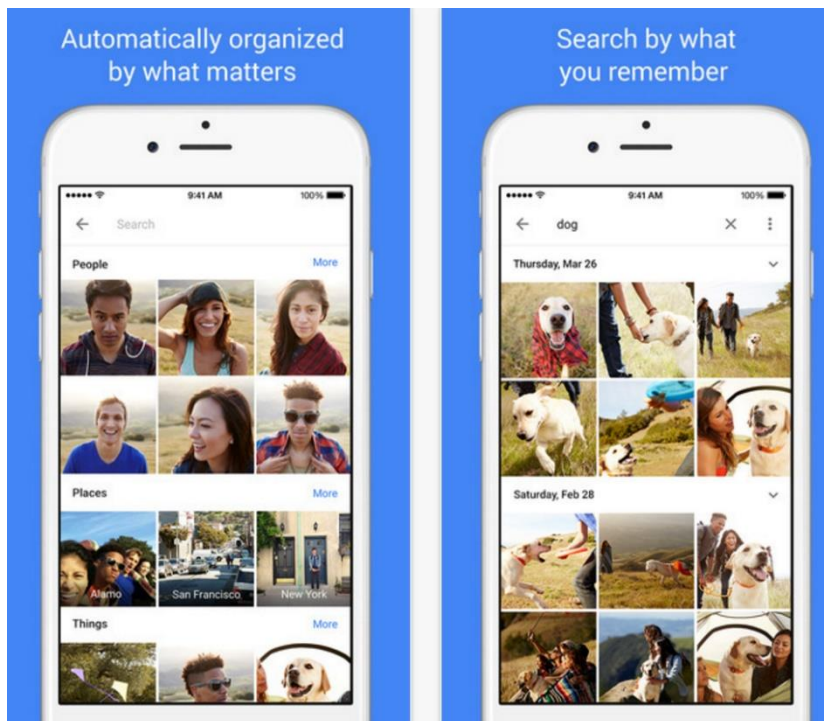 Automatically organized
by what matters
9:41 AM
100%
Search
People
More
Places
More
Alamo
San Francisco
New York
Things
More
Search by what
you remember
9:41 AM
100%
dog
Thursday, Mar 26
Saturday, Feb 28